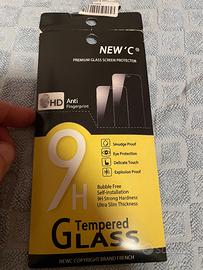 NEW'C®
PREMIUM GLASS SCREEN PROTECTOR
HD Anti
Fingerprint
Smudge Proof
Eye Protection
Delicate Touch
Explosion Proof
9H
Bubble Free
Self-installation
9H Strong Hardness
Ultra Slim Thickness
Tempered
GLASS
NEWC COPYRIGHT BRAND FRENCH